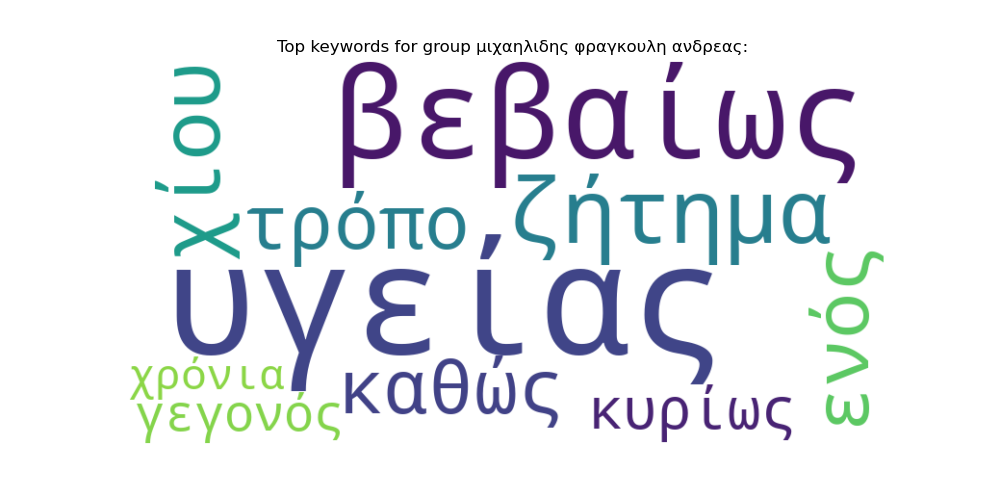 Top keywords for group μιχαηλιδης φραγκουλη ανδρεας:
χίου
βεβαίως
τρόπο
ζήτημα
υγείας
ενός
χρόνια
καθώς
γεγονός
κυρίως